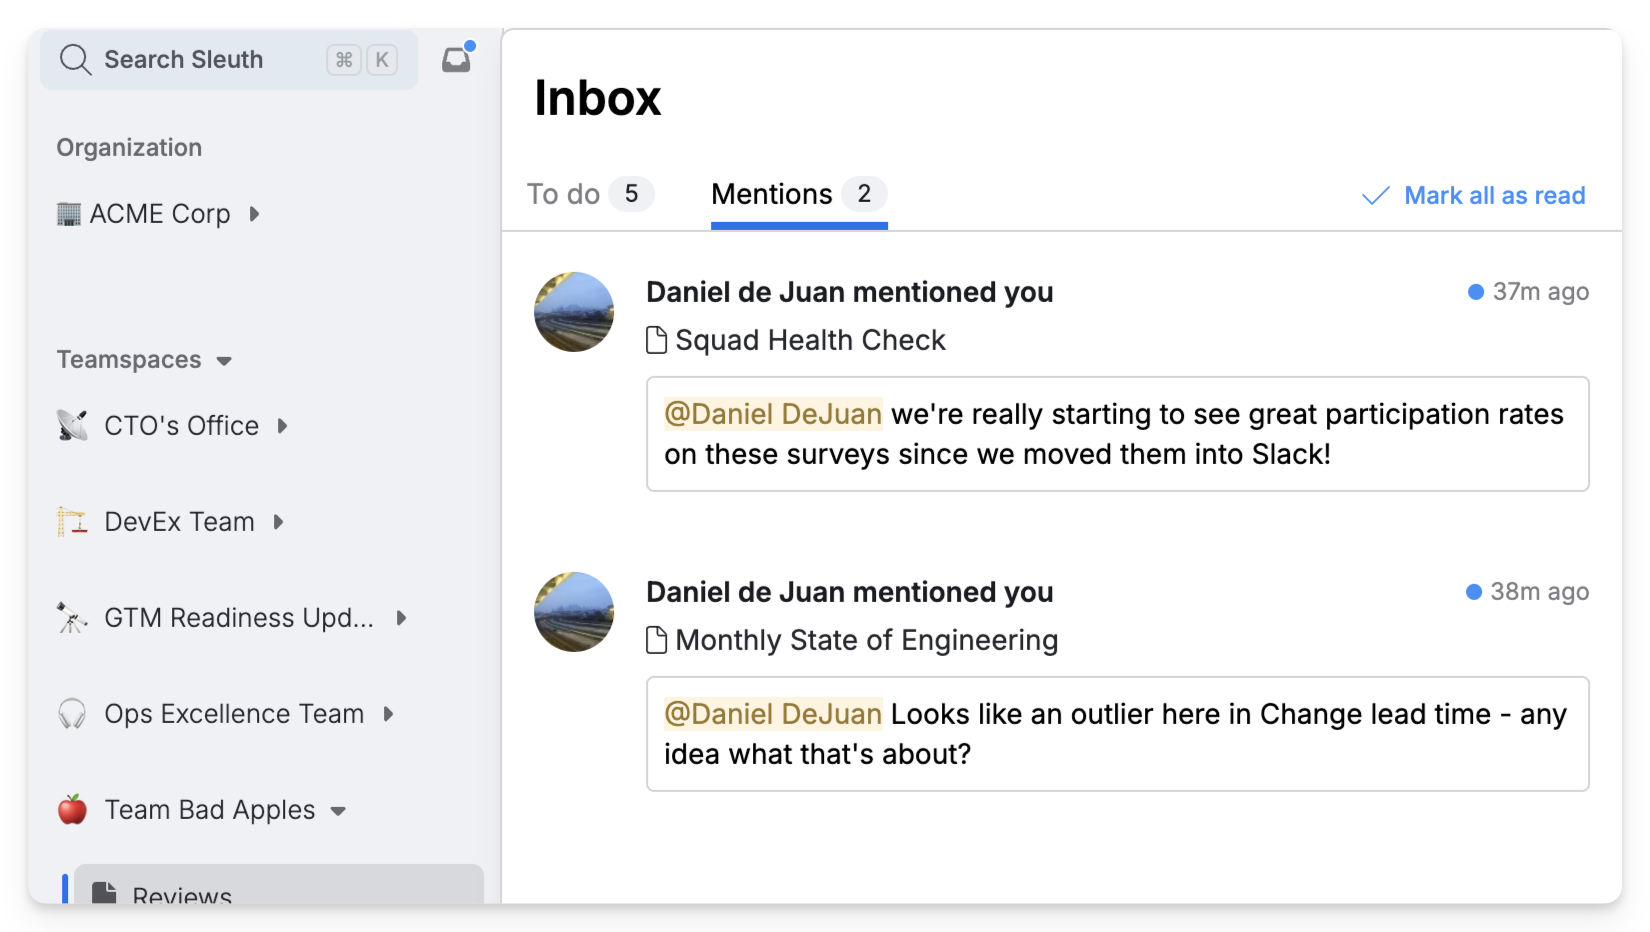 Search Sleuth ⌘ K
Organization
ACME Corp
Teamspaces
CTO's Office
DevEx Team
GTM Readiness Upd...
Ops Excellence Team
Team Bad Apples
Reviews
Inbox
To do 5
Mentions 2
Mark all as read
Daniel de Juan mentioned you
37m ago
Squad Health Check
@Daniel DeJuan we're really starting to see great participation rates
on these surveys since we moved them into Slack!
Daniel de Juan mentioned you
38m ago
Monthly State of Engineering
@Daniel DeJuan Looks like an outlier here in Change lead time - any
idea what that's about?